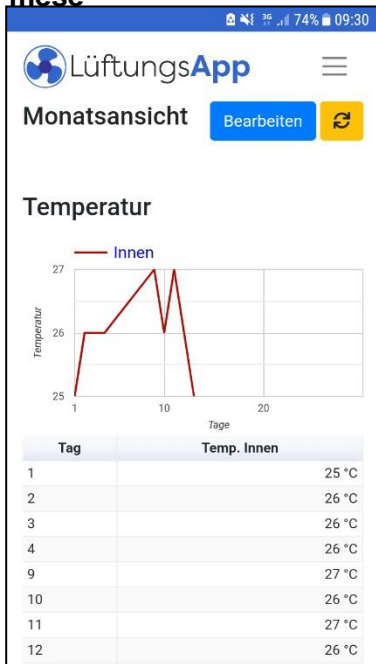 74% 09:30
LüftungsApp
Monatsansicht Bearbeiten
Temperatur
Innen
27
26
25
Temperatur
1 10 20
Tage
Tag Temp. Innen
1 25 °C
2 26 °C
3 26 °C
4 26 °C
9 27 °C
10 26 °C
11 27 °C
12 26 °C